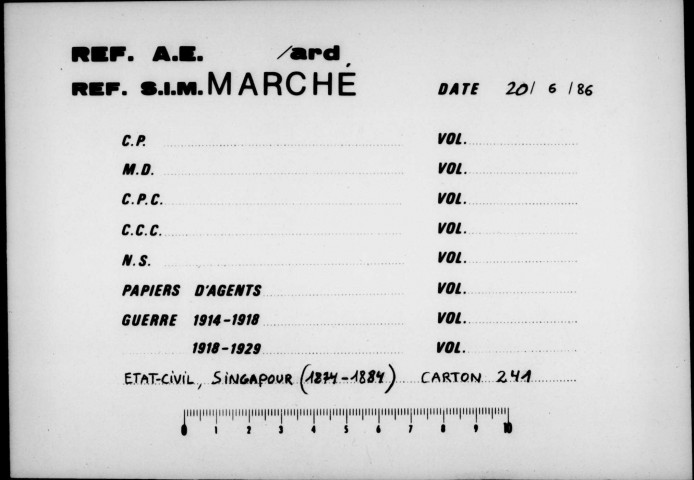 REF. A.E. /ard
REF. S.I.M. MARCHÉ DATE 20/ 6 /86
C.P. VOL.
M.D. VOL.
C.P.C. VOL.
C.C.C. VOL.
N.S. VOL.
PAPIERS D'AGENTS VOL.
GUERRE 1914-1918 VOL.
1918-1929 VOL.
ETAT-CIVIL, SINGAPOUR (1874-1884) CARTON 241
0 1 2 3 4 5 6 7 8 9 10